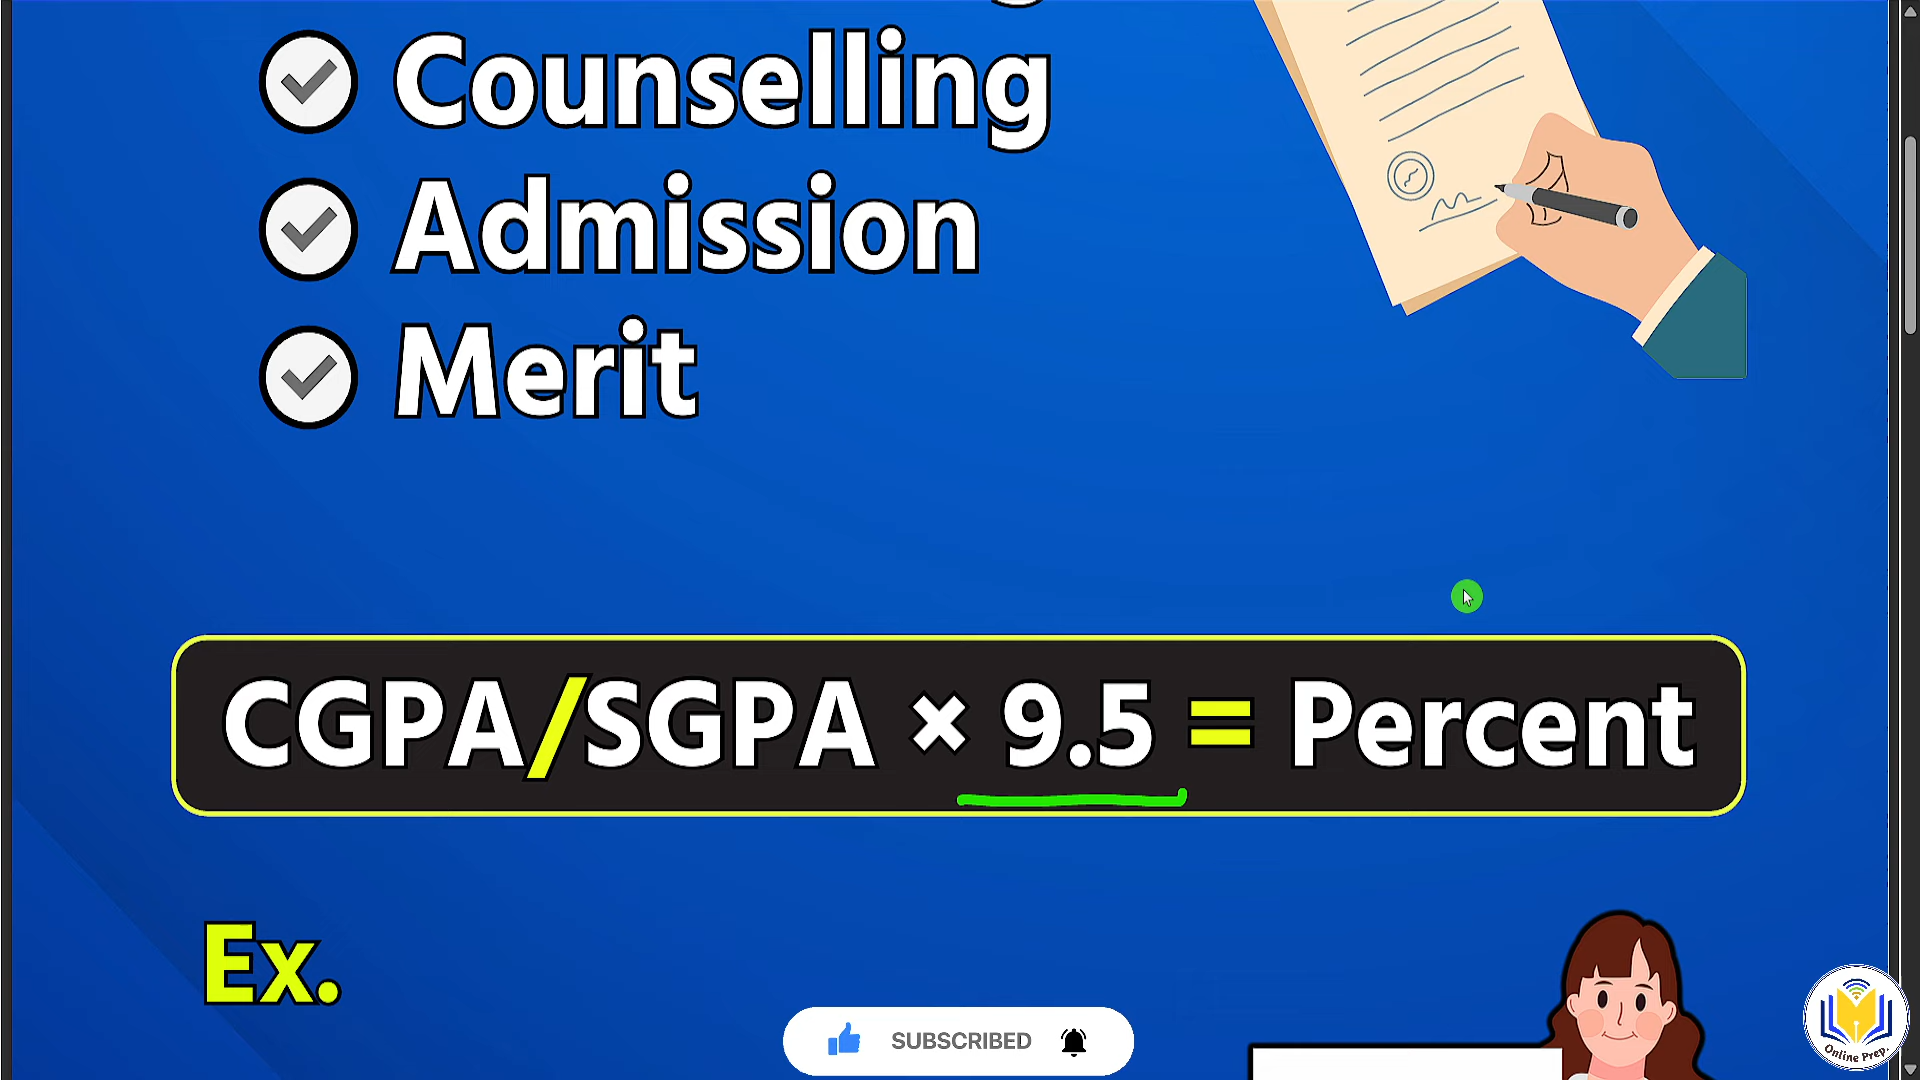 Counselling
Admission
Merit
CGPA/SGPA × 9.5 = Percent
Ex.
SUBSCRIBED
Online Prep.